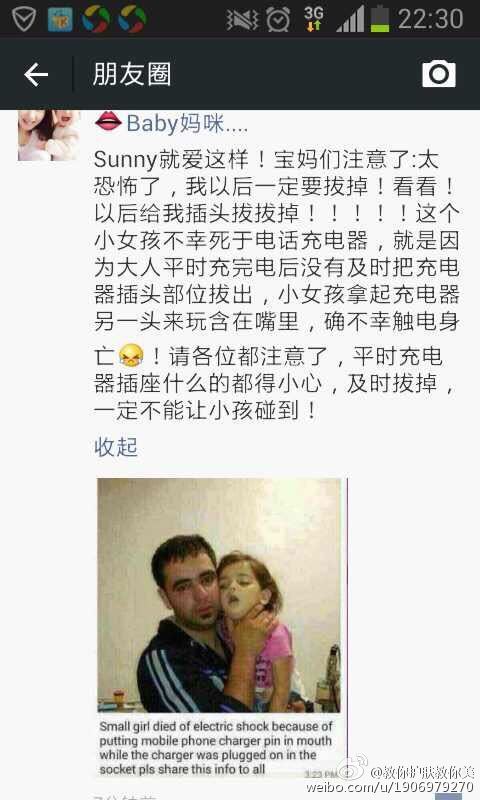 3G 22:30
朋友圈
Baby妈咪....
Sunny就爱这样！宝妈们注意了:太
恐怖了，我以后一定要拔掉！看看！
以后给我插头拔拔掉！！！！！这个
小女孩不幸死于电话充电器，就是因
为大人平时充完电后没有及时把充电
器插头部位拔出，小女孩拿起充电器
另一头来玩含在嘴里，确不幸触电身
亡！请各位都注意了，平时充电
器插座什么的都得小心，及时拔掉，
一定不能让小孩碰到！
收起
Small girl died of electric shock because of
putting mobile phone charger pin in mouth
while the charger was plugged on in the
socket pls share this info to all
3:23 PM
@教你护肤教你美
weibo.com/u/1906979270
7分钟前